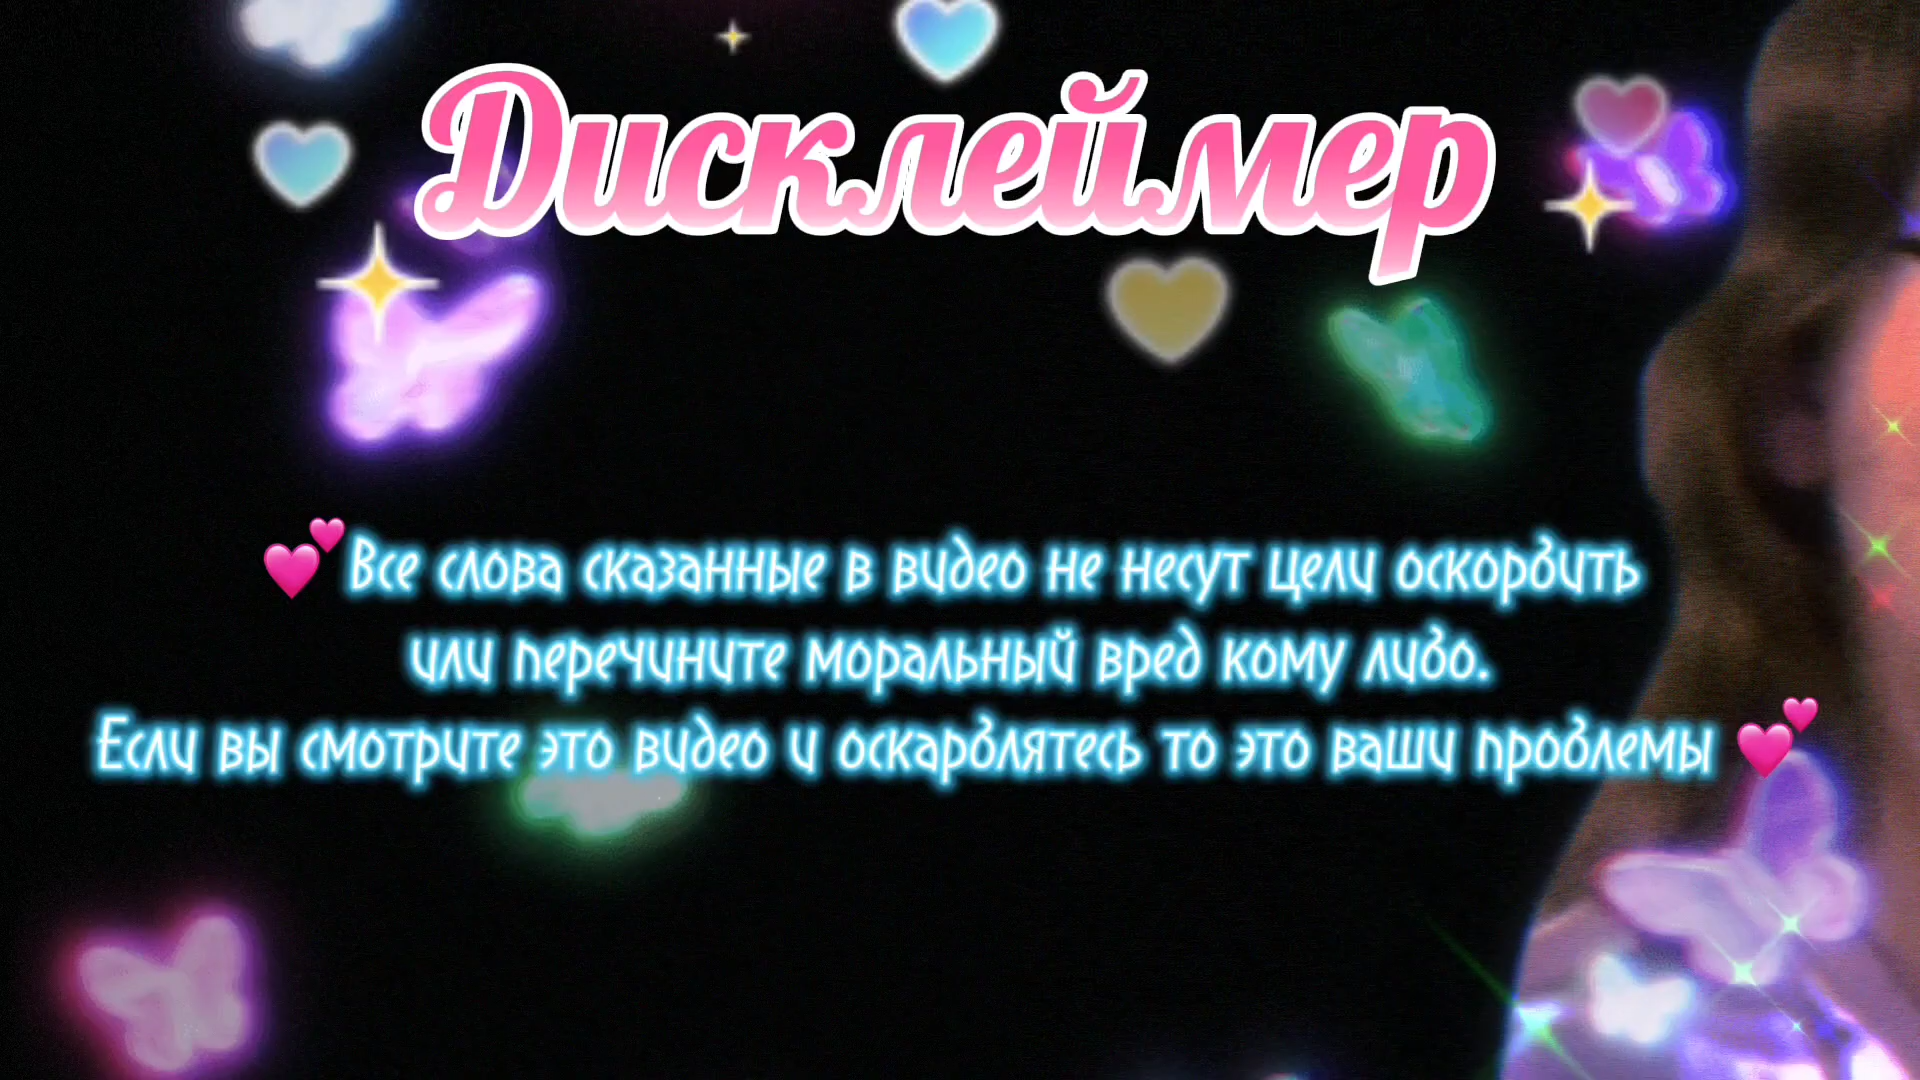 Дисклеймер
💕Все слова сказанные в видео не несут цели оскорбить
или перечините моральный вред кому либо.
Если вы смотрите это видео и оскарблятесь то это ваши проблемы 💕